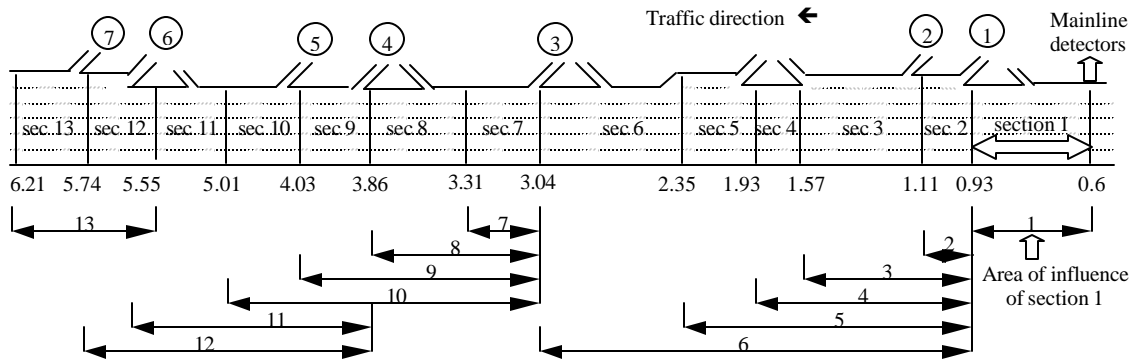 Traffic direction
Mainline
detectors
7 6 5 4 3 2 1
sec.13 sec.12 sec.11 sec.10 sec.9 sec.8 sec.7 sec.6 sec.5 sec.4 sec.3 sec.2 section 1
6.21 5.74 5.55 5.01 4.03 3.86 3.31 3.04 2.35 1.93 1.57 1.11 0.93 0.6
13 7 1
8 2
9 3
Area of influence
of section 1
10 4
11 5
12 6